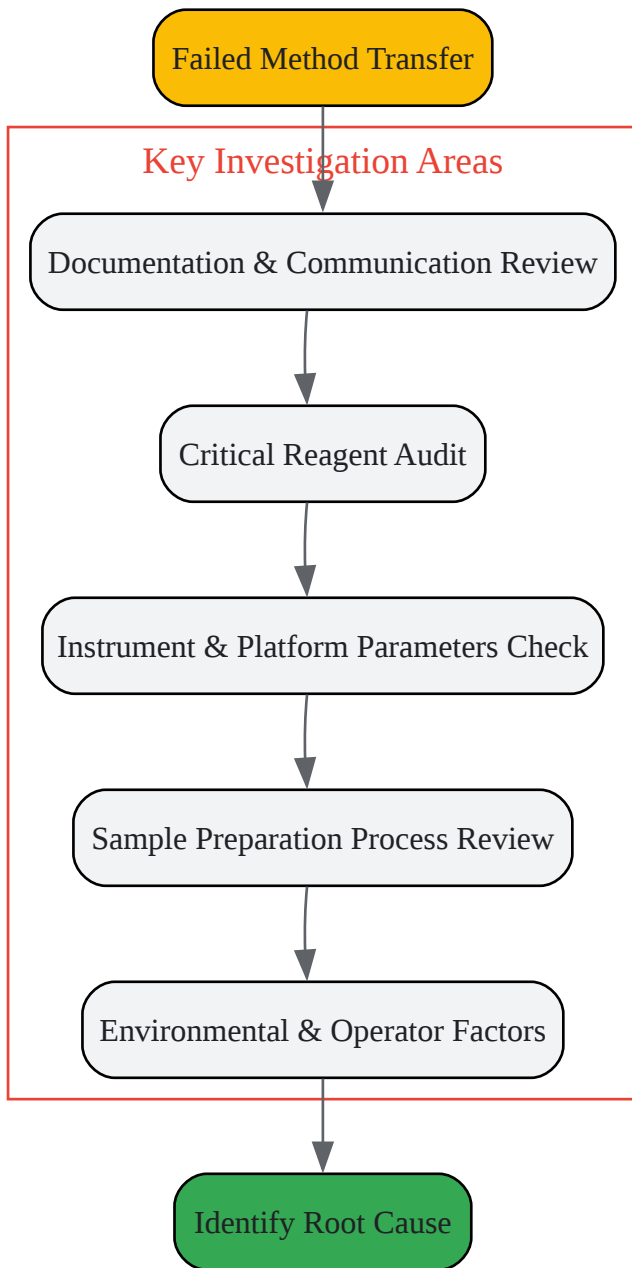 Failed Method Transfer
Key Investigation Areas
Documentation & Communication Review
Critical Reagent Audit
Instrument & Platform Parameters Check
Sample Preparation Process Review
Environmental & Operator Factors
Identify Root Cause